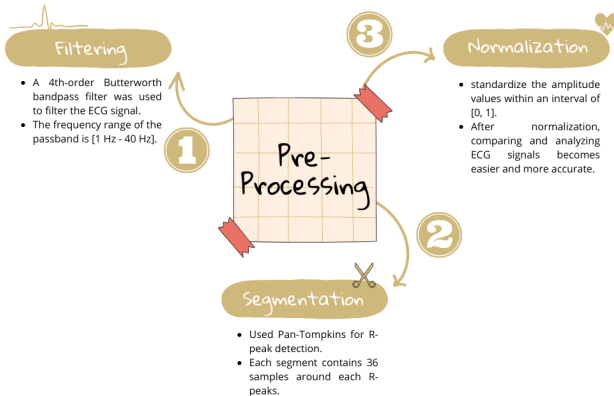 Pre-
Processing
1
Filtering
• A 4th-order Butterworth
bandpass filter was used
to filter the ECG signal.
• The frequency range of the
passband is [1 Hz - 40 Hz].
2
Segmentation
• Used Pan-Tompkins for R-
peak detection.
• Each segment contains 36
samples around each R-
peaks.
3
Normalization
• standardize the amplitude
values within an interval of
[0, 1].
• After normalization,
comparing and analyzing
ECG signals becomes
easier and more accurate.